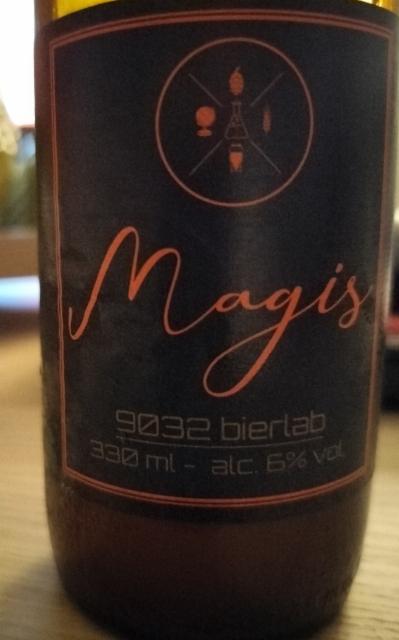 Magis
9032 bierlab
330 ml - alc. 6% vol.